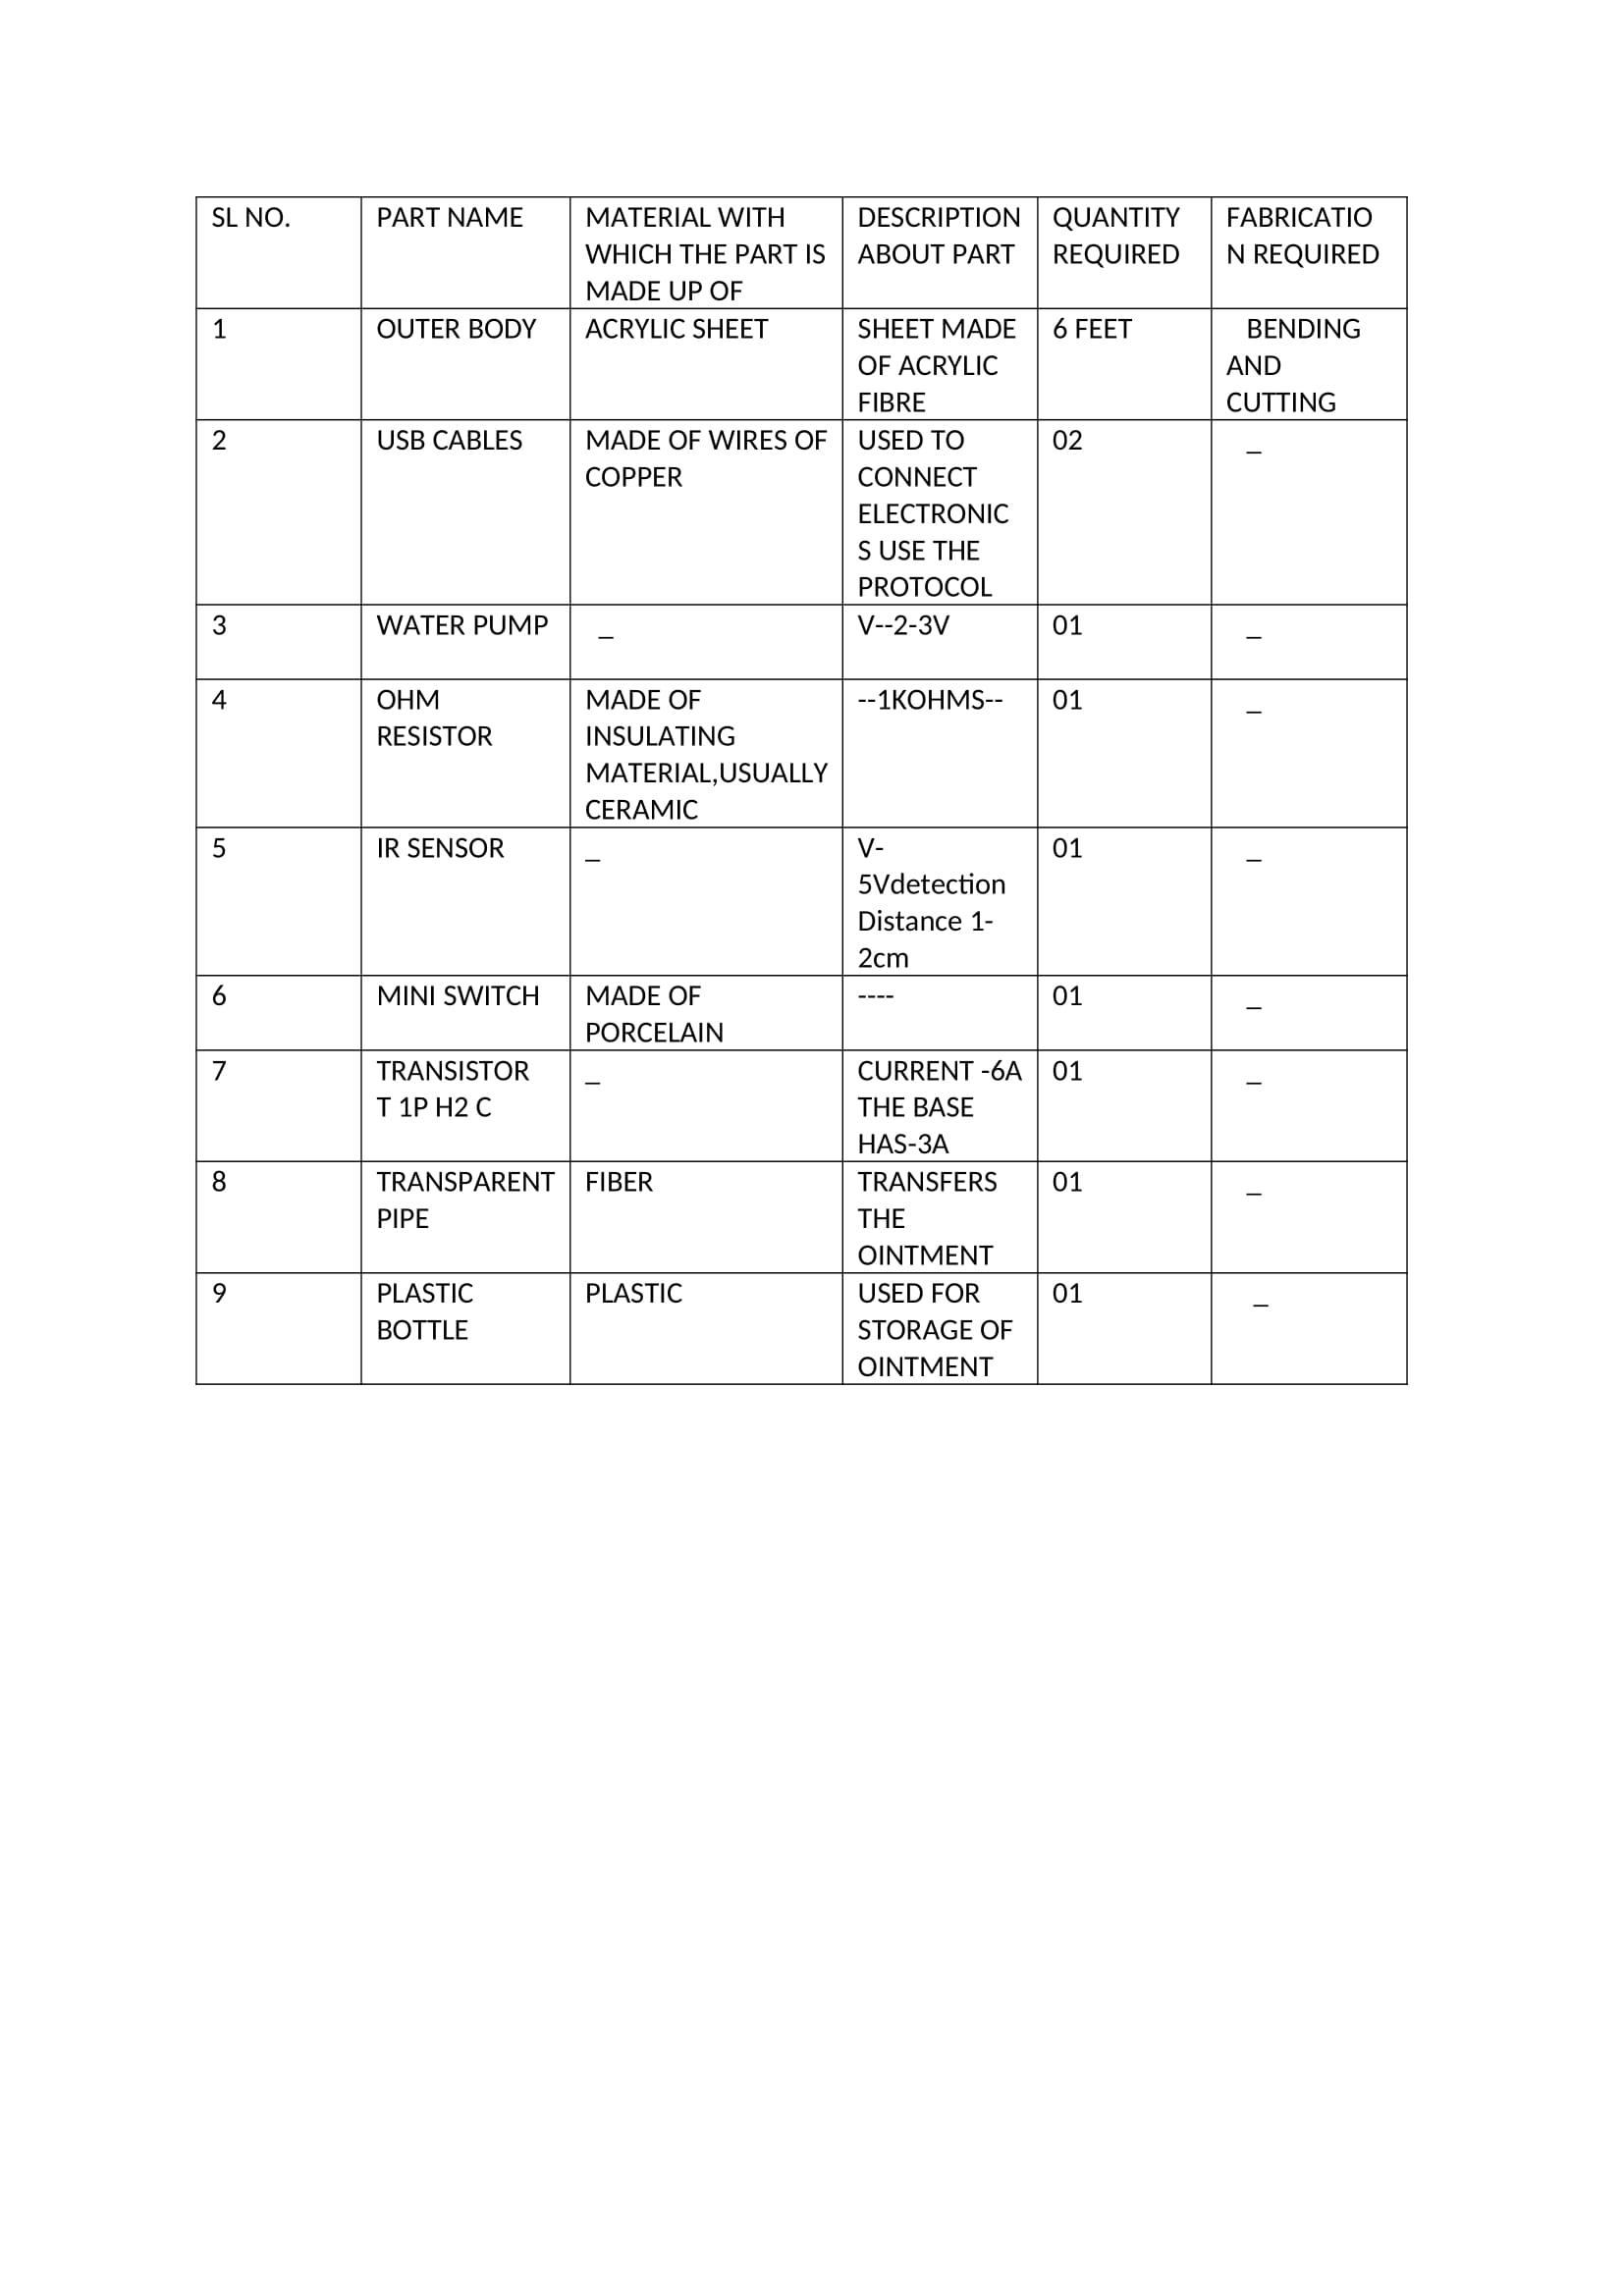 SL NO.
PART NAME
MATERIAL WITH
WHICH THE PART IS
MADE UP OF
DESCRIPTION
ABOUT PART
QUANTITY
REQUIRED
FABRICATIO
N REQUIRED
1
OUTER BODY
ACRYLIC SHEET
SHEET MADE
OF ACRYLIC
FIBRE
6 FEET
BENDING
AND
CUTTING
2
USB CABLES
MADE OF WIRES OF
COPPER
USED TO
CONNECT
ELECTRONIC
S USE THE
PROTOCOL
02
_
3
WATER PUMP
_
V--2-3V
01
_
4
OHM
RESISTOR
MADE OF
INSULATING
MATERIAL,USUALLY
CERAMIC
--1KOHMS--
01
_
5
IR SENSOR
_
V-
5Vdetection
Distance 1-
2cm
01
_
6
MINI SWITCH
MADE OF
PORCELAIN
----
01
_
7
TRANSISTOR
T 1P H2 C
_
CURRENT -6A
THE BASE
HAS-3A
01
_
8
TRANSPARENT
PIPE
FIBER
TRANSFERS
THE
OINTMENT
01
_
9
PLASTIC
BOTTLE
PLASTIC
USED FOR
STORAGE OF
OINTMENT
01
_